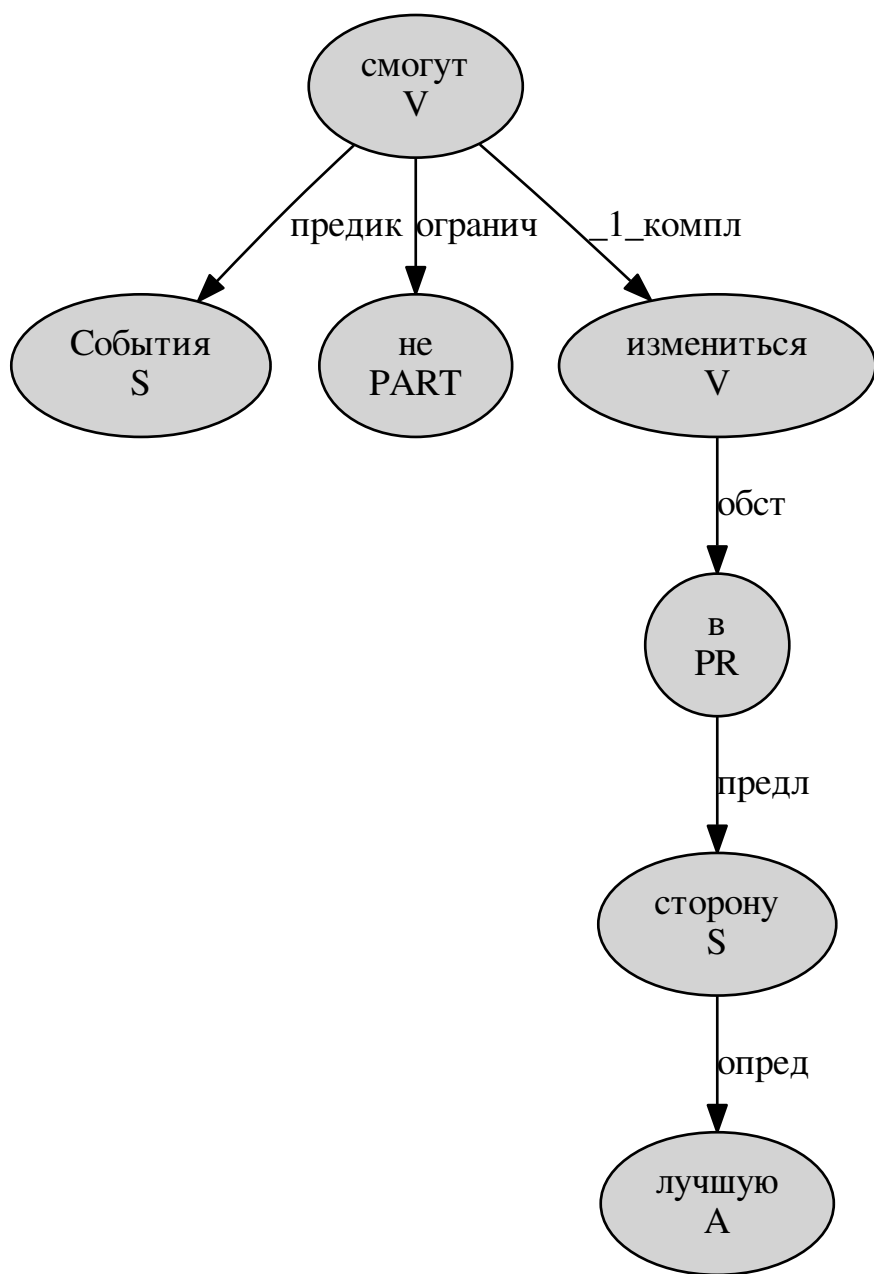 смогут
V
предик
огранич
_1_компл
События
S
не
PART
измениться
V
обст
в
PR
предл
сторону
S
опред
лучшую
A